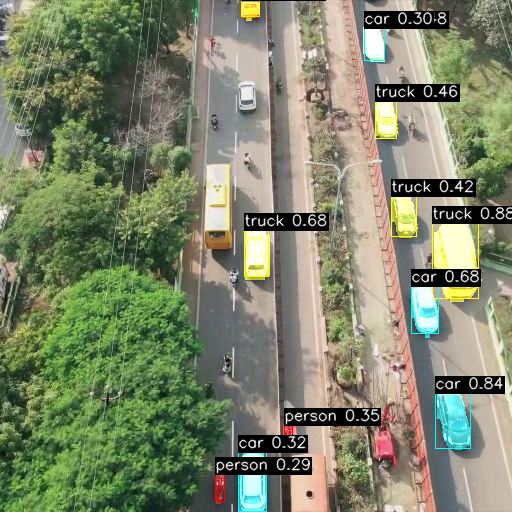 car 0.308
truck 0.46
truck 0.42
truck 0.88
truck 0.68
car 0.68
car 0.84
person 0.35
car 0.32
person 0.29